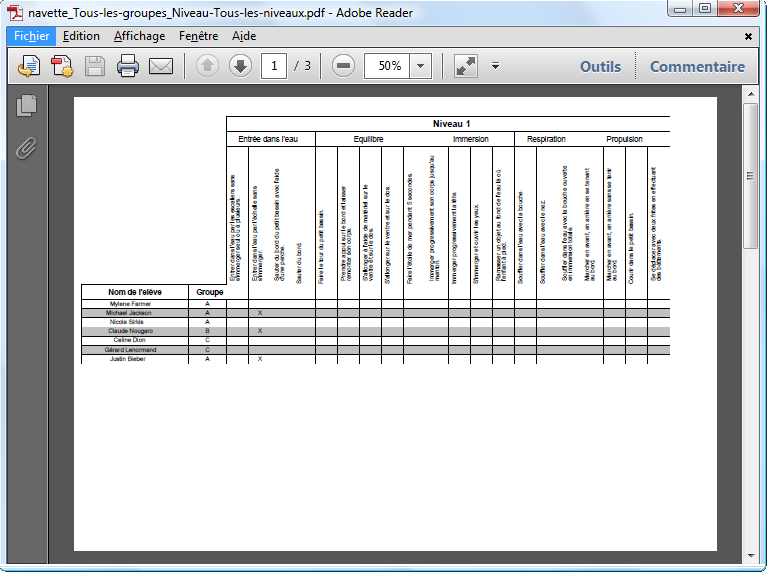 navette_Tous-les-groupes_Niveau-Tous-les-niveaux.pdf - Adobe Reader
Fichier Edition Affichage Fenêtre Aide
1 / 3 50% Outils Commentaire
Niveau 1
Entrée dans l'eau Equilibre Immersion Respiration Propulsion
Entrer dans l'eau par les escaliers sans
s'immerger seul ou à plusieurs.
Entrer dans l'eau par l'échelle sans
s'immerger.
Sauter du bord du petit bassin avec l'aide
d'une perche.
Sauter du bord.
Faire le tour du petit bassin.
Prendre appui sur le bord et laisser
remonter son corps.
S'allonger à l'aide de matériel sur le
ventre et sur le dos.
S'allonger sur le ventre et sur le dos.
Faire l'étoile de mer pendant 5 secondes.
Immerger progressivement son corps jusqu'au
menton.
Immerger progressivement la tête.
S'immerger et ouvrir les yeux.
Ramasser un objet au fond de l'eau là où
l'enfant a pied.
Souffler dans l'eau avec la bouche.
Souffler dans l'eau avec le nez.
Souffler dans l'eau avec la bouche ouverte
en immersion totale.
Marcher en avant, en arrière en se tenant
au bord.
Marcher en avant, en arrière sans se tenir
au bord.
Courir dans le petit bassin.
Se déplacer avec deux frites en effectuant
des battements.
Nom de l'elève Groupe
Mylene Farmer A
Michael Jackson A X
Nicola Sirkis A
Claude Nougaro B X
Celine Dion C
Gérard Lenormand C
Justin Bieber A X